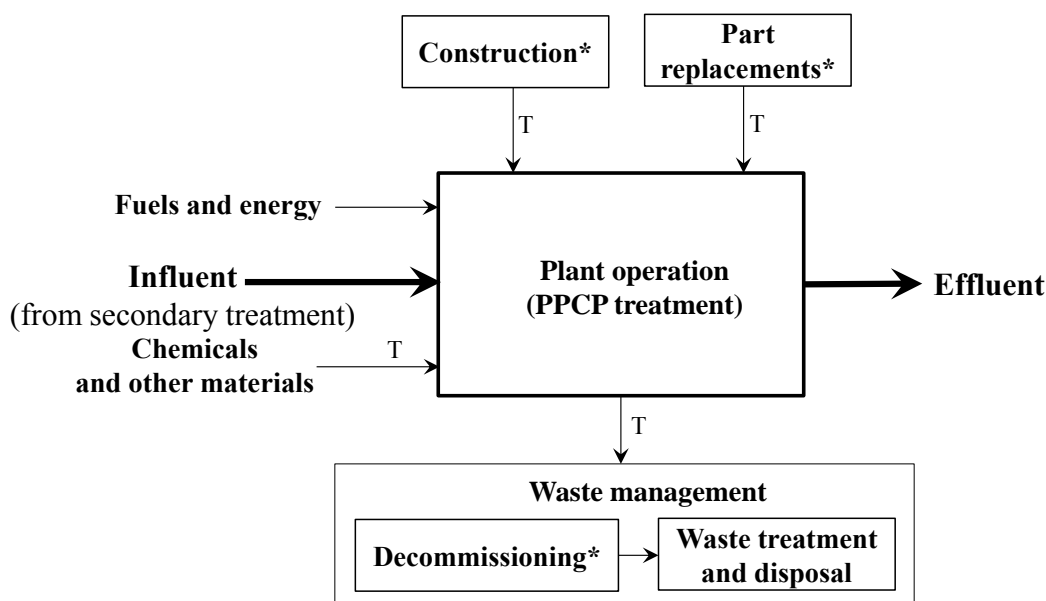 Construction*
Part
replacements*
T
T
Fuels and energy
Influent
(from secondary treatment)
Chemicals
and other materials
T
Plant operation
(PPCP treatment)
Effluent
T
Waste management
Decommissioning*
Waste treatment
and disposal